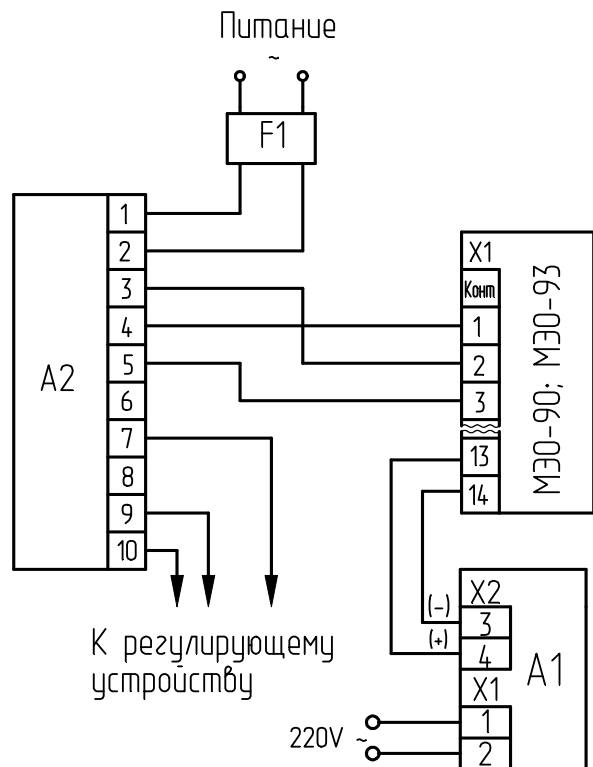 Питание
~
F1
1
2
3
4
5
6
7
8
9
10
A2
X1
Конт
1
2
3
13
14
МЭО-90; МЭО-93
(-)
(+)
X2
3
4
A1
X1
1
2
К регулирующему
устройству
220V ~